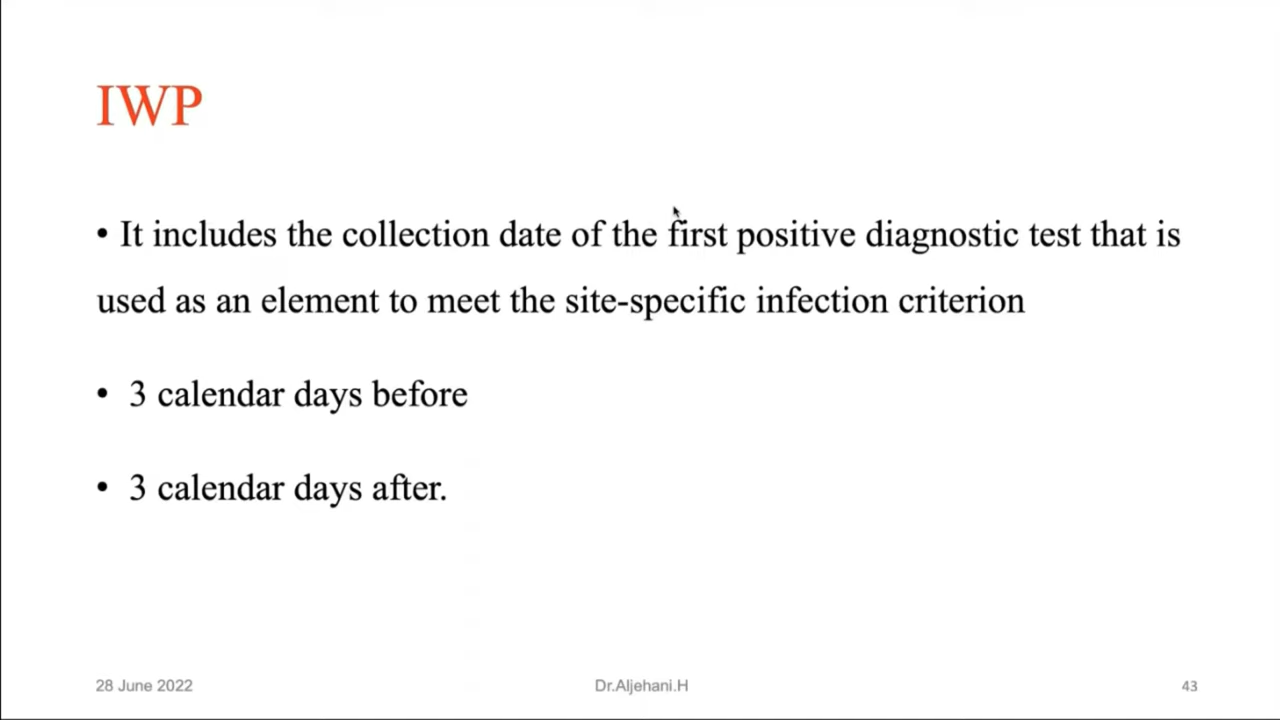 IWP
• It includes the collection date of the first positive diagnostic test that is
used as an element to meet the site-specific infection criterion
• 3 calendar days before
• 3 calendar days after.
28 June 2022 Dr.Aljehani.H 43